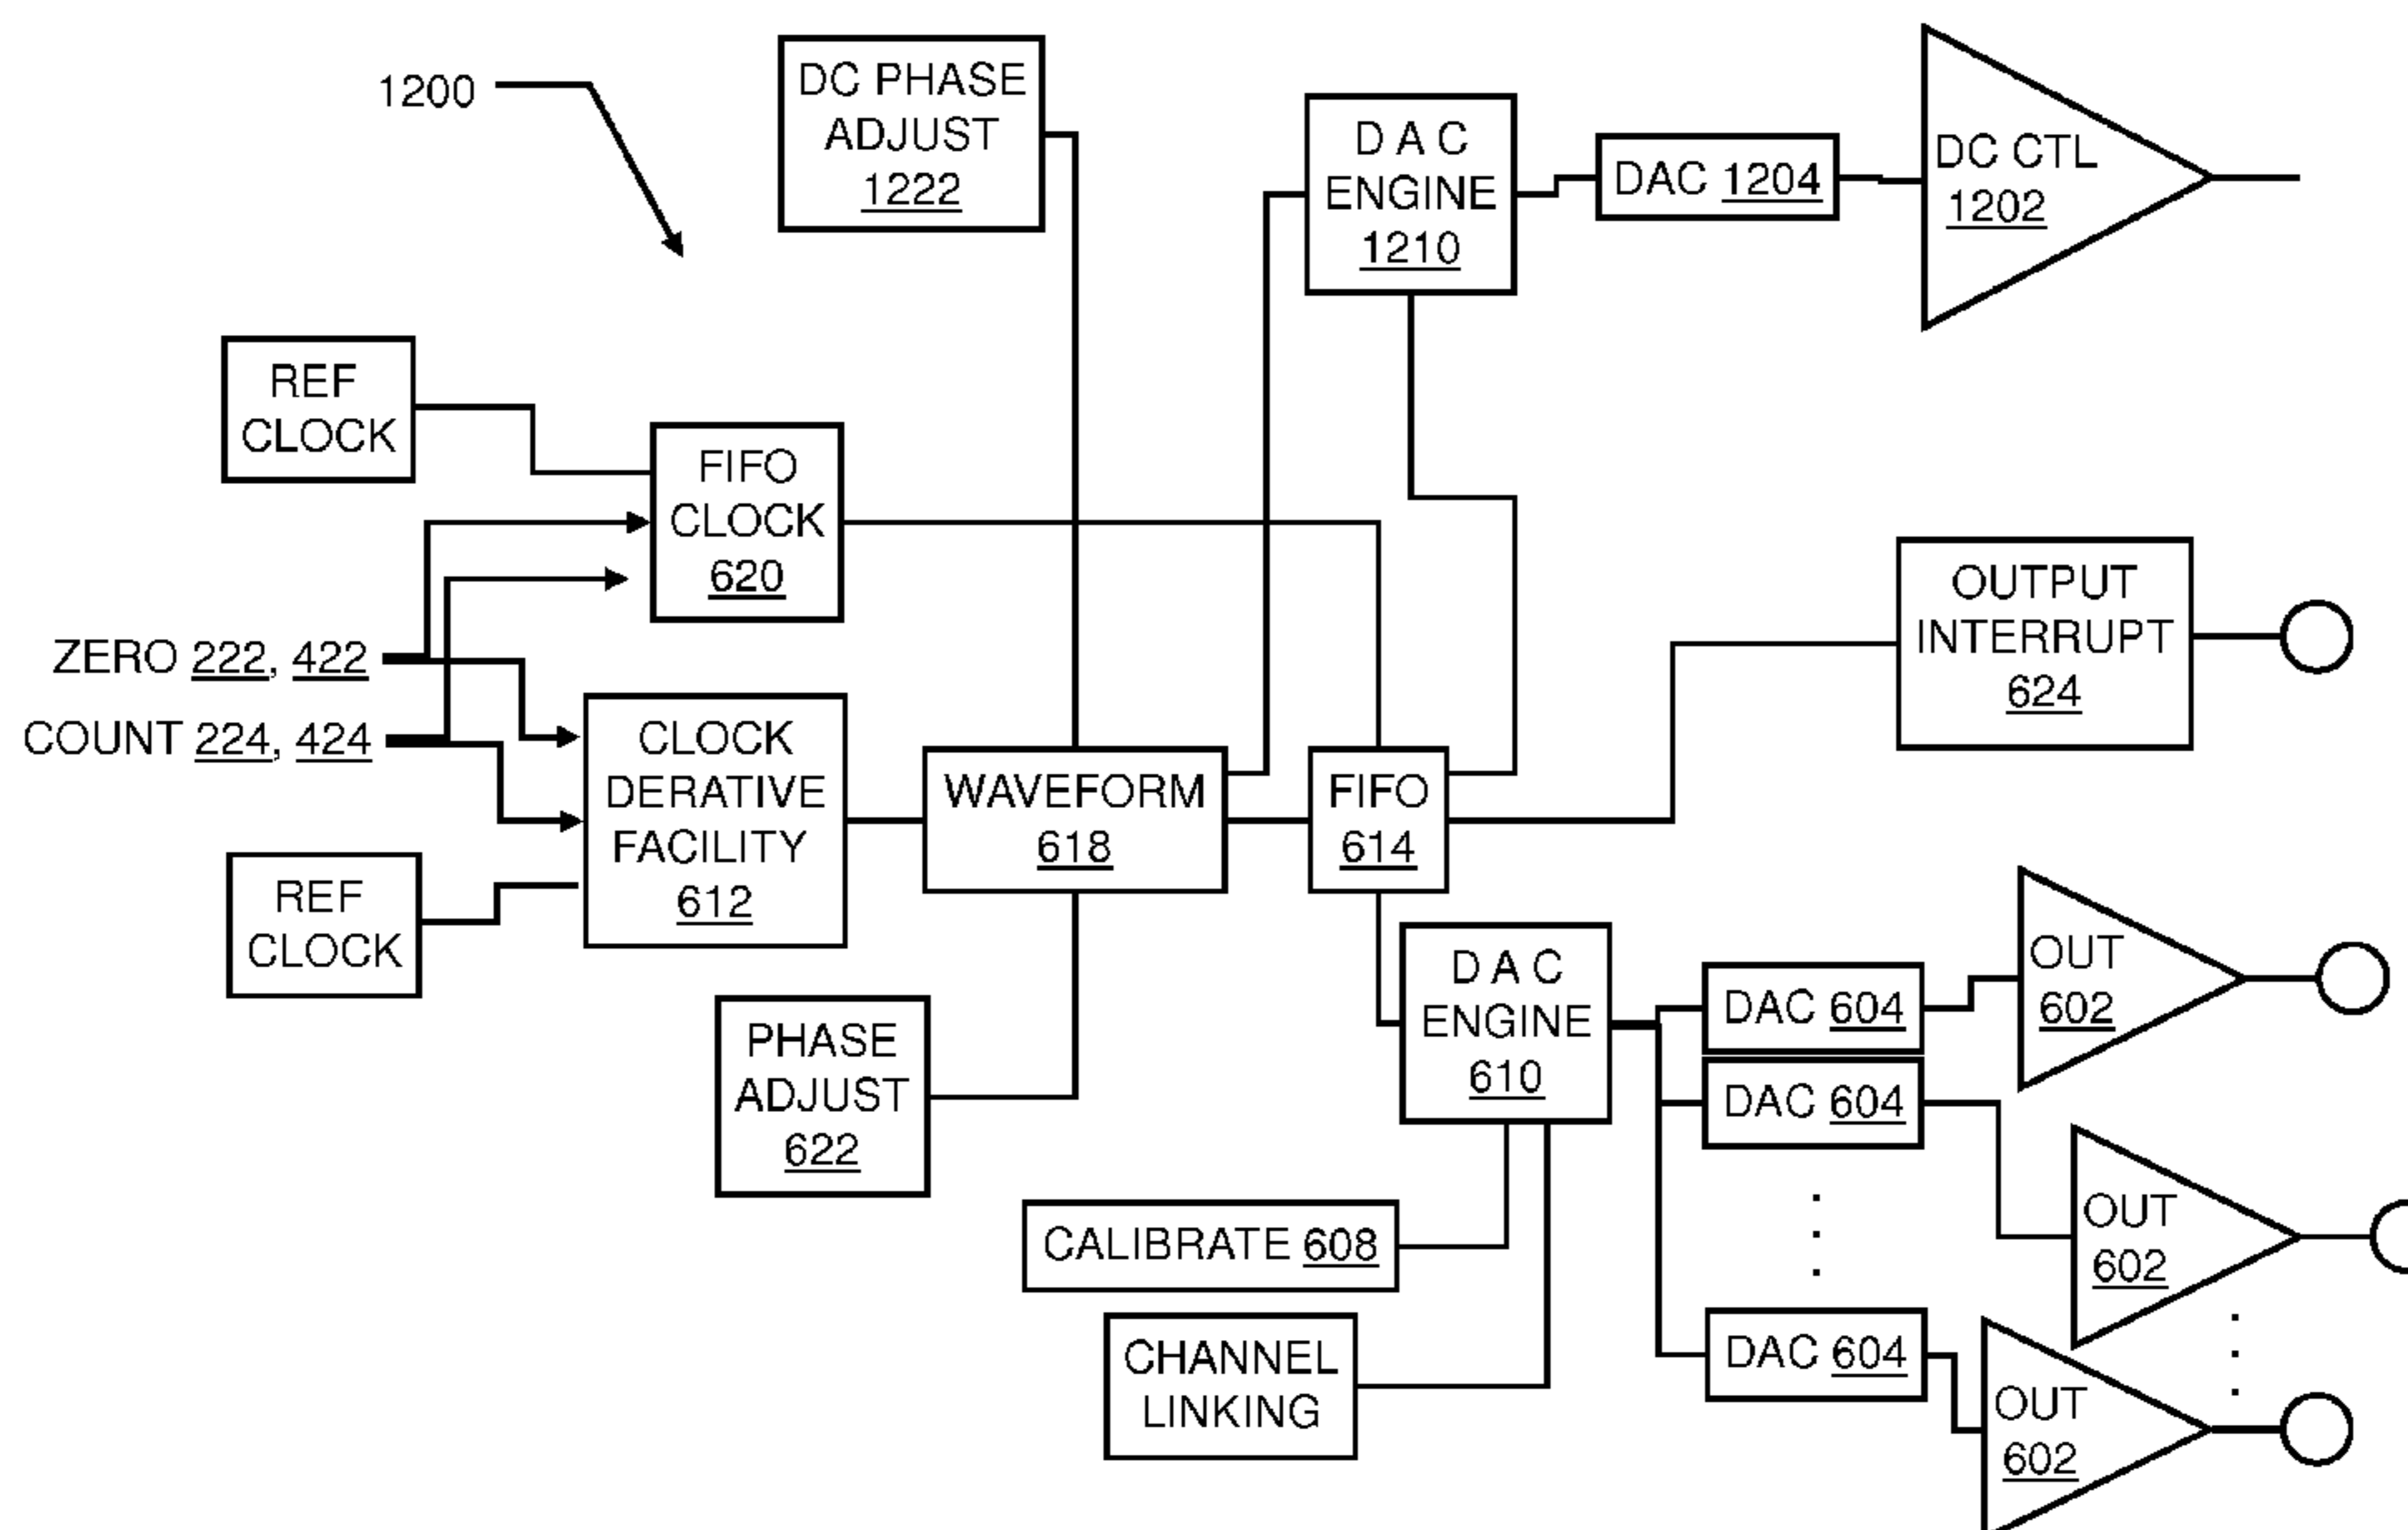 1200
DC PHASE
ADJUST
1222
D A C
ENGINE
1210
DAC 1204
DC CTL
1202
REF
CLOCK
FIFO
CLOCK
620
ZERO 222, 422
COUNT 224, 424
OUTPUT
INTERRUPT
624
CLOCK
DERATIVE
FACILITY
612
WAVEFORM
618
FIFO
614
REF
CLOCK
PHASE
ADJUST
622
D A C
ENGINE
610
DAC 604
OUT
602
DAC 604
OUT
602
CALIBRATE 608
CHANNEL
LINKING
DAC 604
OUT
602